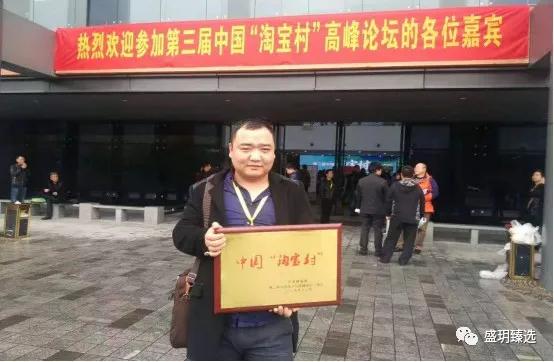 热烈欢迎参加第三届中国“淘宝村”高峰论坛的各位嘉宾
中国“淘宝村”
盛玥臻选